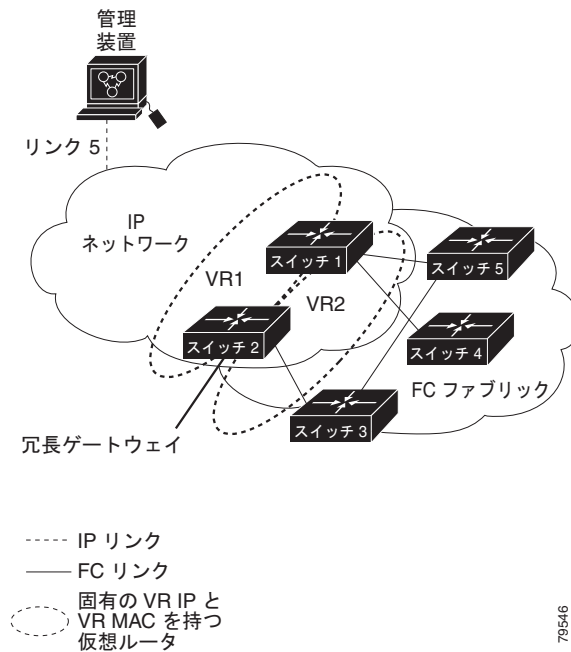 管理
装置
リンク 5
IP
ネットワーク
VR1
VR2
スイッチ 1
スイッチ 5
スイッチ 2
スイッチ 4
FC ファブリック
スイッチ 3
冗長ゲートウェイ
IP リンク
FC リンク
固有の VR IP と
VR MAC を持つ
仮想ルータ
79546